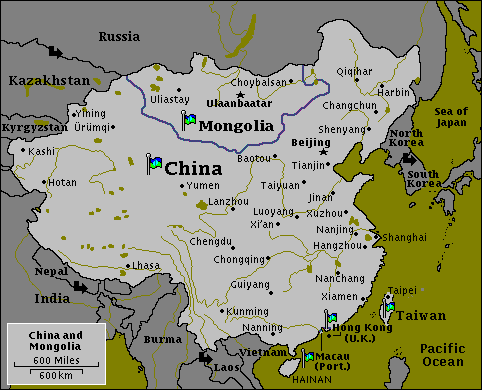 Russia
Kazakhstan
Kyrgyzstan
Choybalsan
Qiqihar
Uliastay
Ulaanbaatar
Harbin
Mongolia
Changchun
Yining
Ürümqi
Shenyang
Sea of
Japan
North
Korea
Kashi
Beijing
Baotou
Tianjin
China
South
Korea
Hotan
Yumen
Taiyuan
Jinan
Lanzhou
Luoyang
Xuzhou
Xi'an
Nanjing
Shanghai
Hangzhou
Chengdu
Chongqing
Lhasa
Nepal
NanChang
Guiyang
Xiamen
Taipei
India
Kunming
Taiwan
Nanning
Hong Kong
(U.K.)
China and
Mongolia
600 Miles
600km
Burma
Vietnam
Laos
Macau
(Port.)
HAINAN
Pacific
Ocean